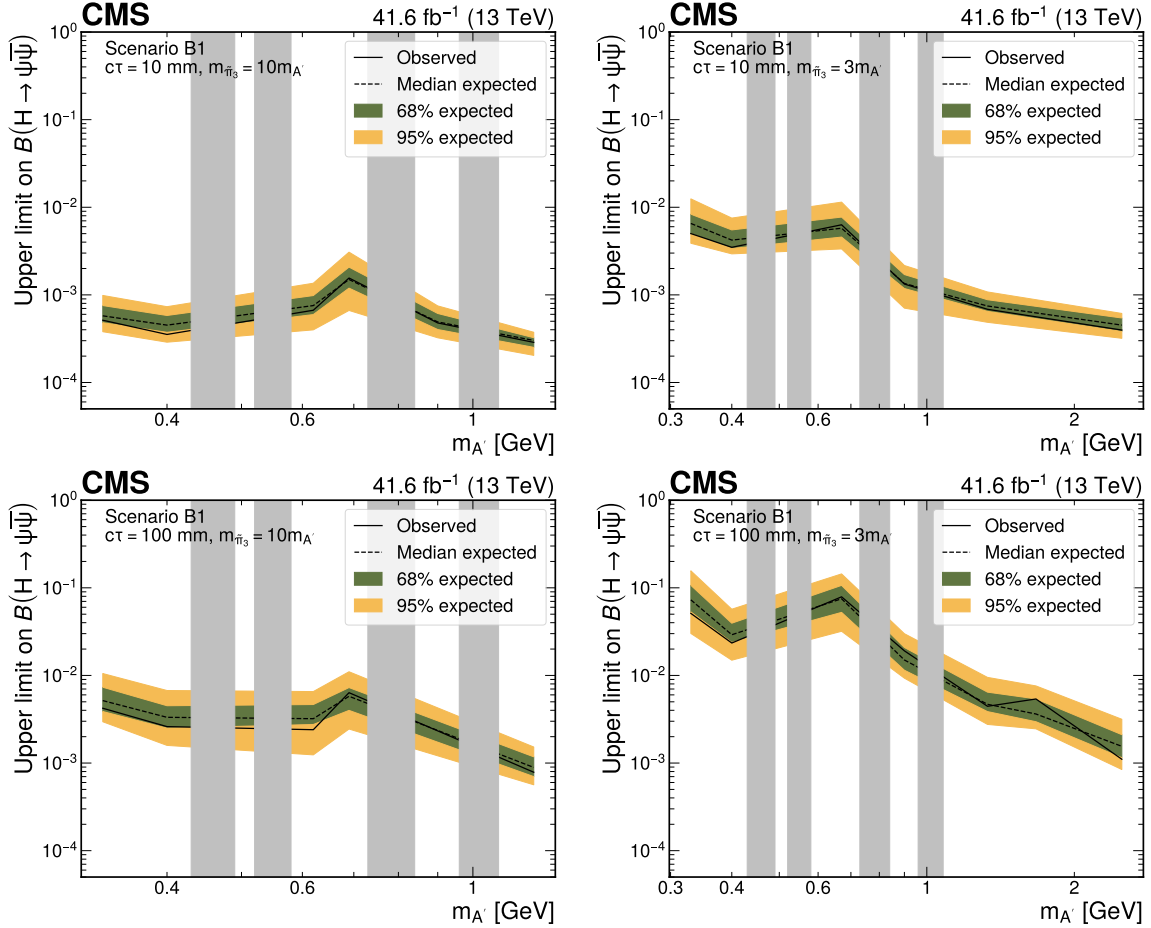 CMS 41.6 fb⁻¹ (13 TeV)
Upper limit on B(H → ψ̅ψ)
10⁰
10⁻¹
10⁻²
10⁻³
10⁻⁴
Scenario B1
cτ = 10 mm, m_π̃₃ = 10m_A′
Observed
Median expected
68% expected
95% expected
0.4 0.6 1
m_A′ [GeV]
CMS 41.6 fb⁻¹ (13 TeV)
Upper limit on B(H → ψ̅ψ)
10⁰
10⁻¹
10⁻²
10⁻³
10⁻⁴
Scenario B1
cτ = 10 mm, m_π̃₃ = 3m_A′
Observed
Median expected
68% expected
95% expected
0.3 0.4 0.6 1 2
m_A′ [GeV]
CMS 41.6 fb⁻¹ (13 TeV)
Upper limit on B(H → ψ̅ψ)
10⁰
10⁻¹
10⁻²
10⁻³
10⁻⁴
Scenario B1
cτ = 100 mm, m_π̃₃ = 10m_A′
Observed
Median expected
68% expected
95% expected
0.4 0.6 1
m_A′ [GeV]
CMS 41.6 fb⁻¹ (13 TeV)
Upper limit on B(H → ψ̅ψ)
10⁰
10⁻¹
10⁻²
10⁻³
10⁻⁴
Scenario B1
cτ = 100 mm, m_π̃₃ = 3m_A′
Observed
Median expected
68% expected
95% expected
0.3 0.4 0.6 1 2
m_A′ [GeV]